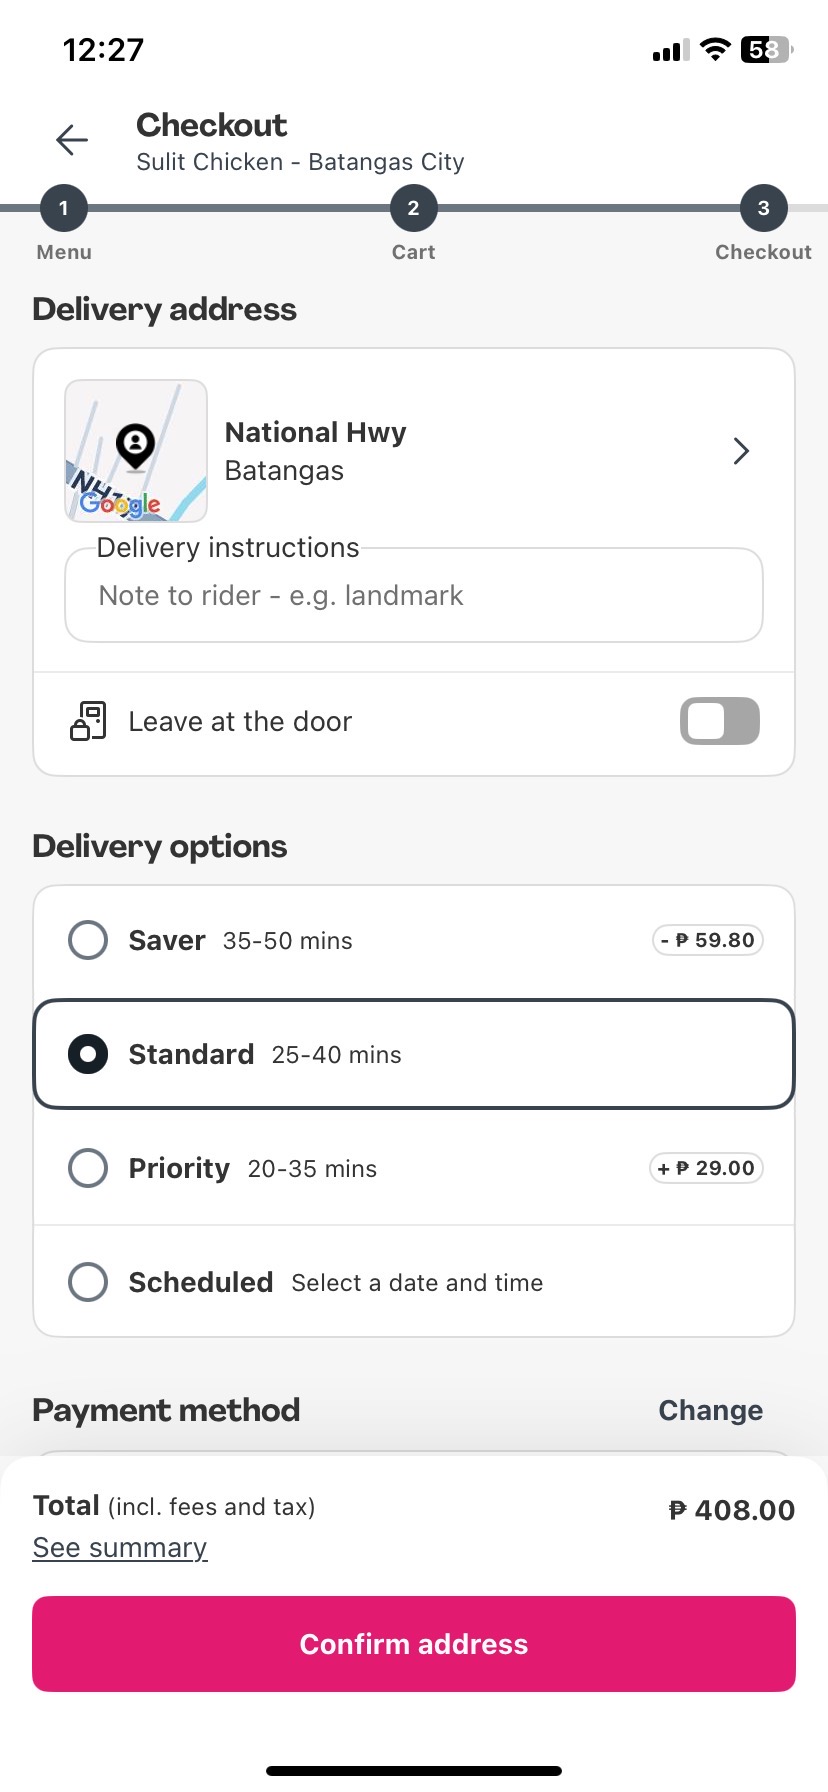 12:27
58
Checkout
Sulit Chicken - Batangas City
1 2 3
Menu Cart Checkout
Delivery address
National Hwy
Batangas
Google
Delivery instructions
Note to rider - e.g. landmark
Leave at the door
Delivery options
Saver 35-50 mins - ₱ 59.80
Standard 25-40 mins
Priority 20-35 mins + ₱ 29.00
Scheduled Select a date and time
Payment method Change
Total (incl. fees and tax) ₱ 408.00
See summary
Confirm address